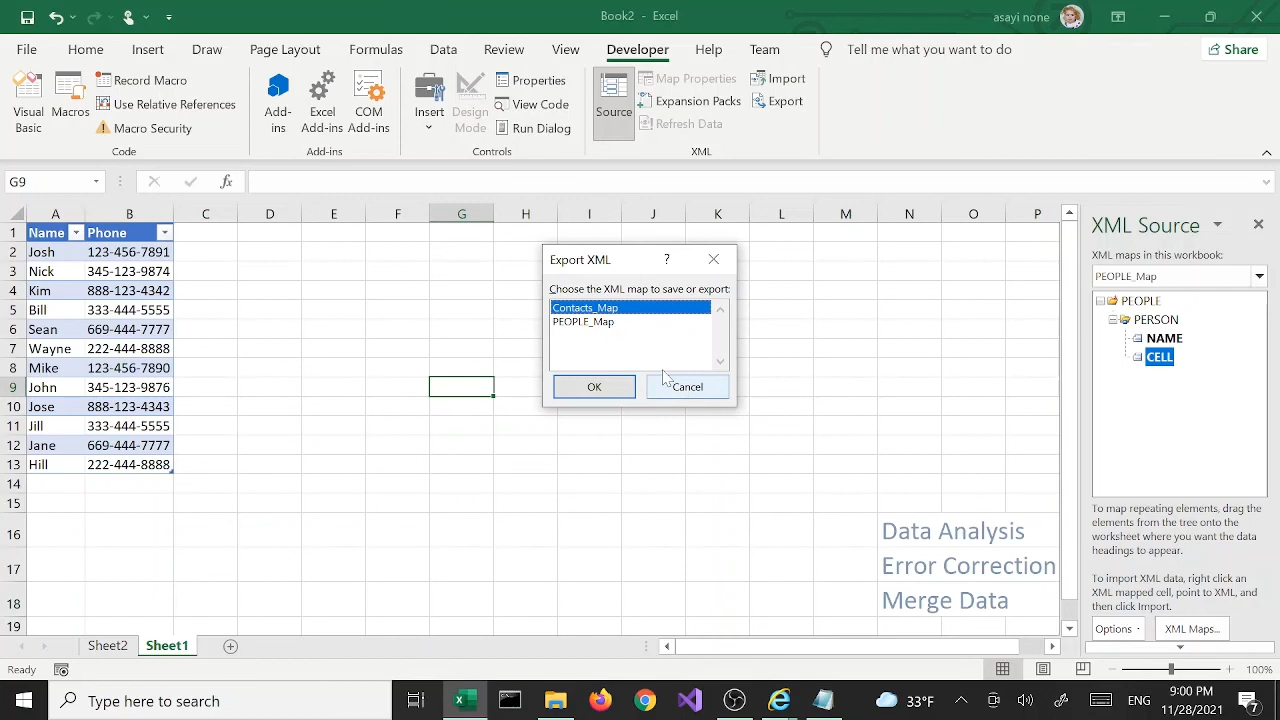 Book2 - Excel
asayi none
File Home Insert Draw Page Layout Formulas Data Review View Developer Help Team Tell me what you want to do Share
Visual Basic
Macros
Record Macro
Use Relative References
Macro Security
Code
Add-ins
Excel Add-ins
COM Add-ins
Add-ins
Insert
Design Mode
Properties
View Code
Run Dialog
Controls
Source
Map Properties
Expansion Packs
Refresh Data
Import
Export
XML
G9
fx
A B C D E F G H I J K L M N O P
1 Name Phone
2 Josh 123-456-7891
3 Nick 345-123-9874
4 Kim 888-123-4342
5 Bill 333-444-5555
6 Sean 669-444-7777
7 Wayne 222-444-8888
8 Mike 123-456-7890
9 John 345-123-9876
10 Jose 888-123-4343
11 Jill 333-444-5555
12 Jane 669-444-7777
13 Hill 222-444-8888
14
15
16
17
18
19
Export XML ?
Choose the XML map to save or export:
Contacts_Map
PEOPLE_Map
OK Cancel
Data Analysis
Error Correction
Merge Data
XML Source
XML maps in this workbook:
PEOPLE_Map
PEOPLE
PERSON
NAME
CELL
To map repeating elements, drag the
elements from the tree onto the
worksheet where you want the data
headings to appear.
To import XML data, right click an
XML mapped cell, point to XML, and
then click Import.
Options XML Maps...
Sheet2 Sheet1
Ready
100%
Type here to search
33°F
ENG
9:00 PM
11/28/2021
7